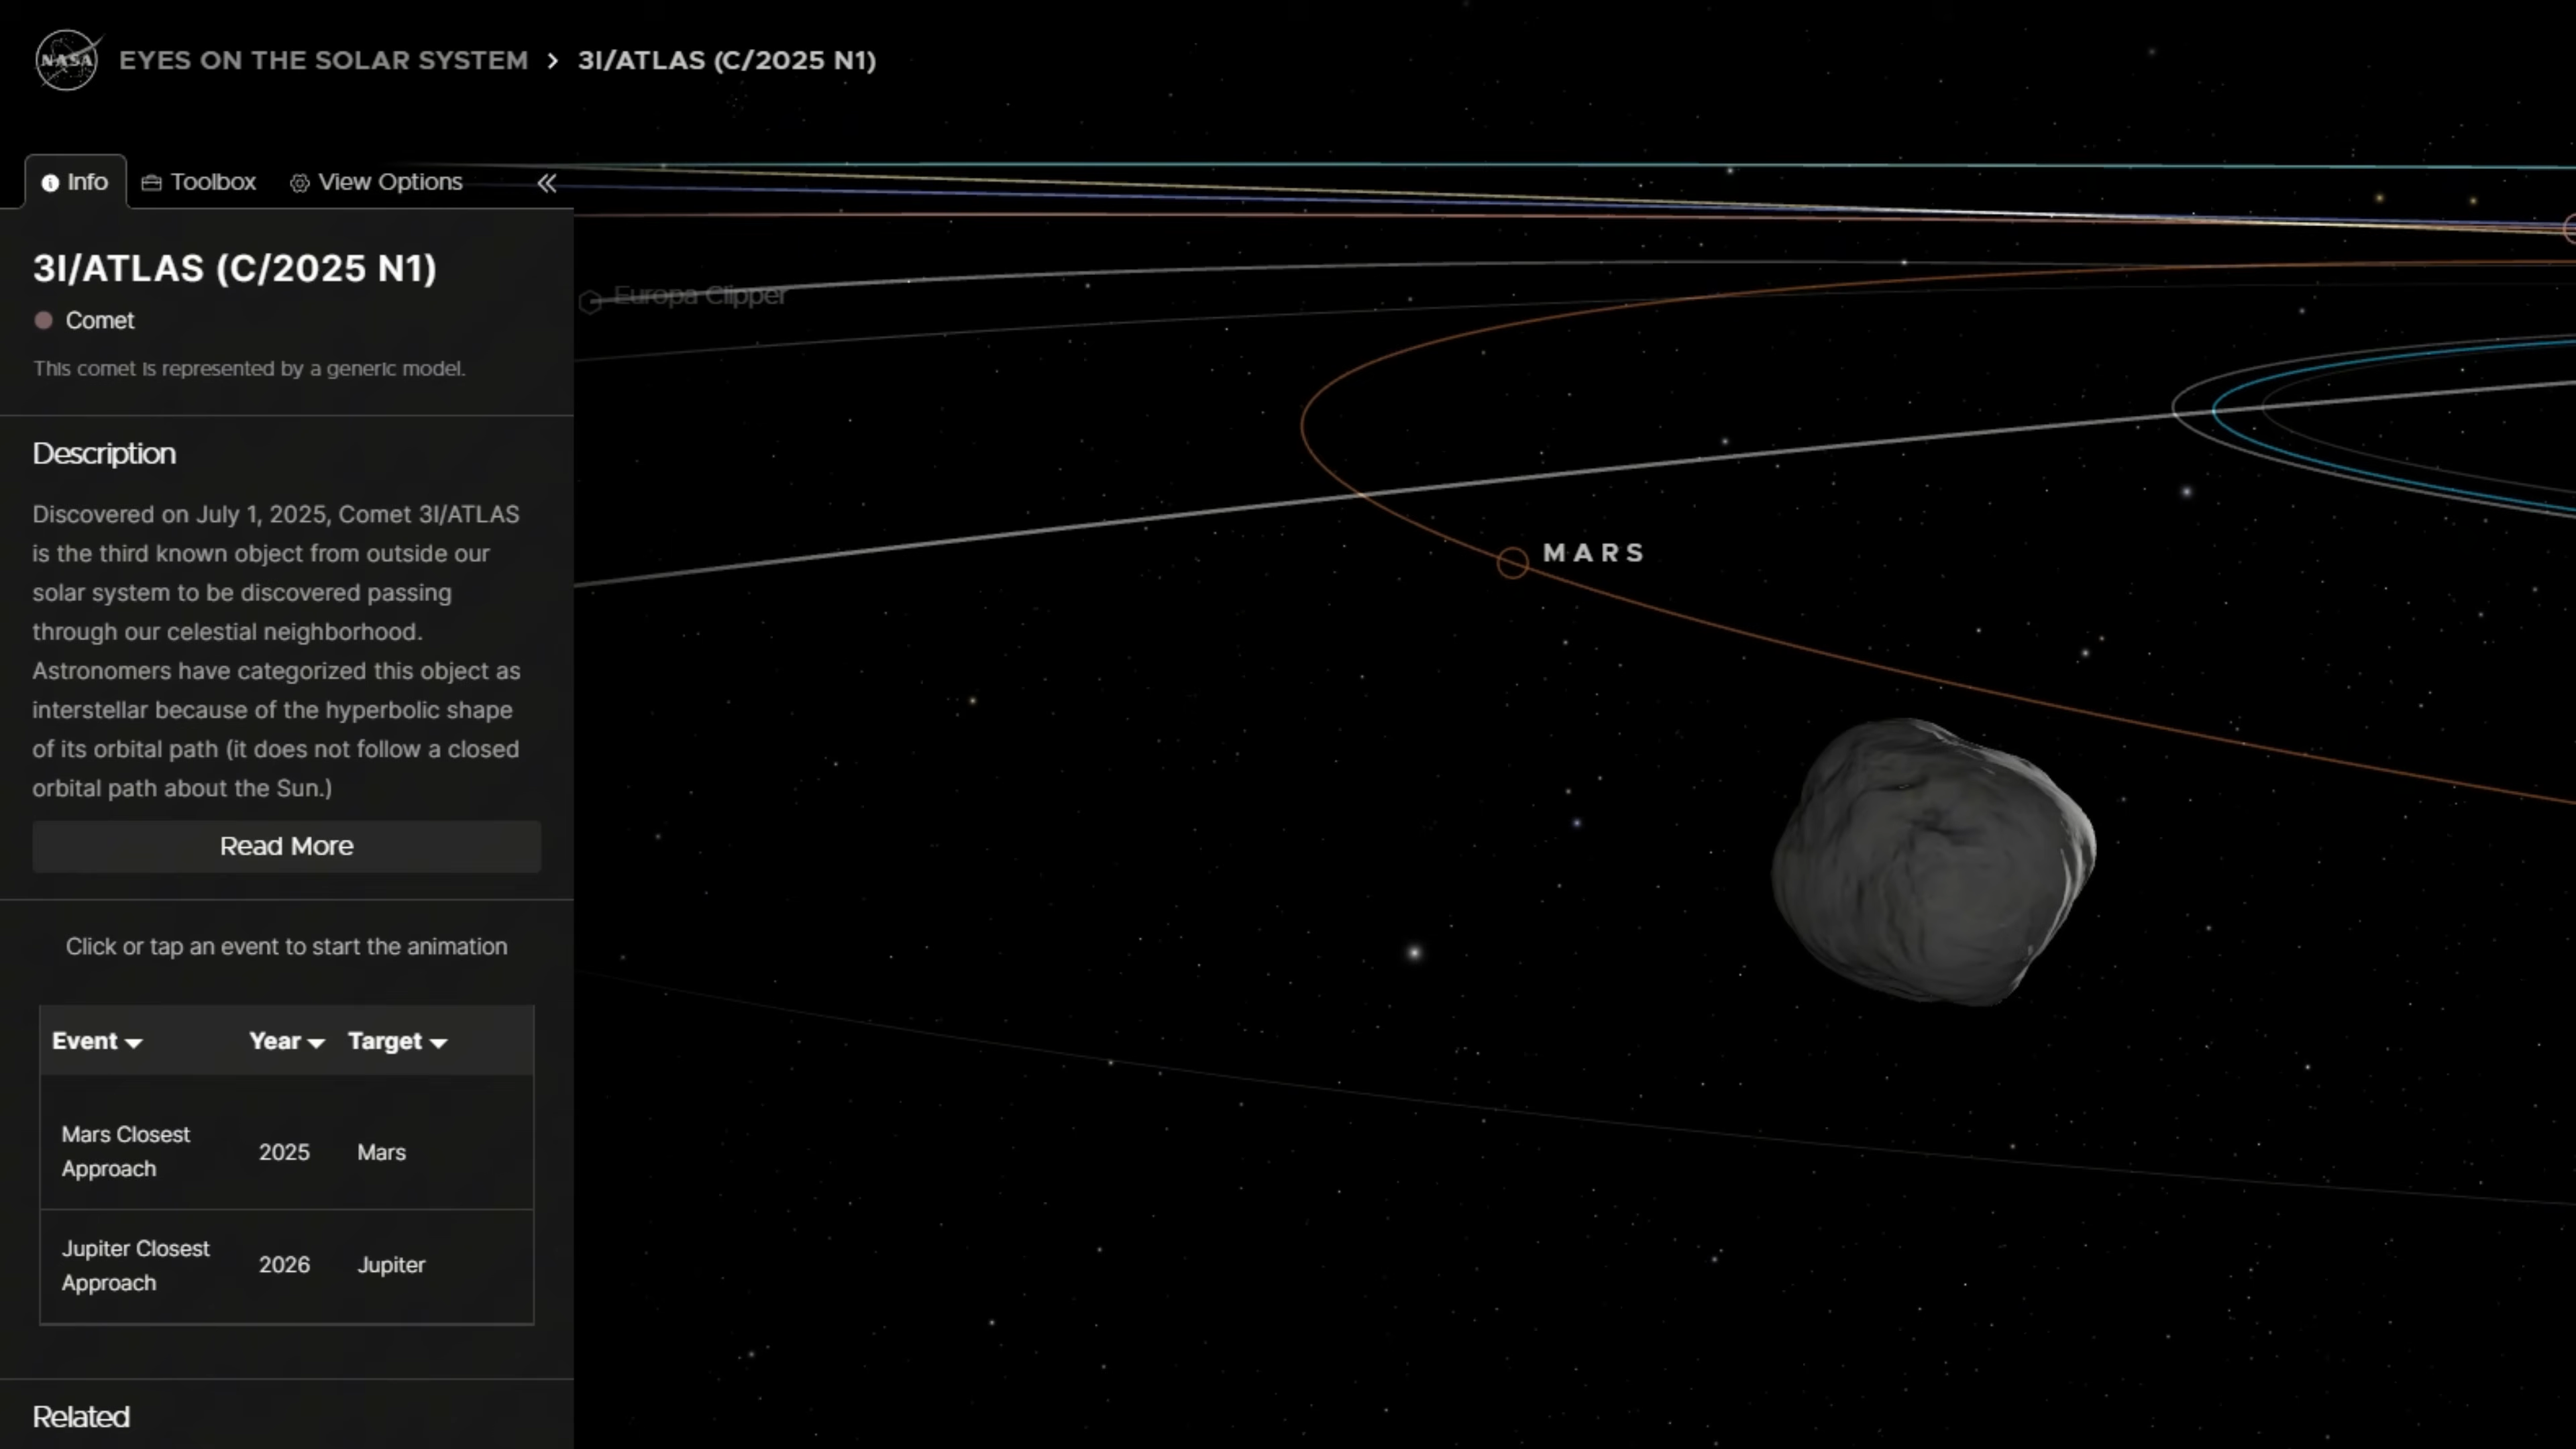 NASA
EYES ON THE SOLAR SYSTEM › 3I/ATLAS (C/2025 N1)
Info Toolbox View Options
3I/ATLAS (C/2025 N1)
Comet
This comet is represented by a generic model.
Description
Discovered on July 1, 2025, Comet 3I/ATLAS
is the third known object from outside our
solar system to be discovered passing
through our celestial neighborhood.
Astronomers have categorized this object as
interstellar because of the hyperbolic shape
of its orbital path (it does not follow a closed
orbital path about the Sun.)
Read More
Click or tap an event to start the animation
Event Year Target
Mars Closest
Approach
2025 Mars
Jupiter Closest
Approach
2026 Jupiter
Related
Europa Clipper
MARS